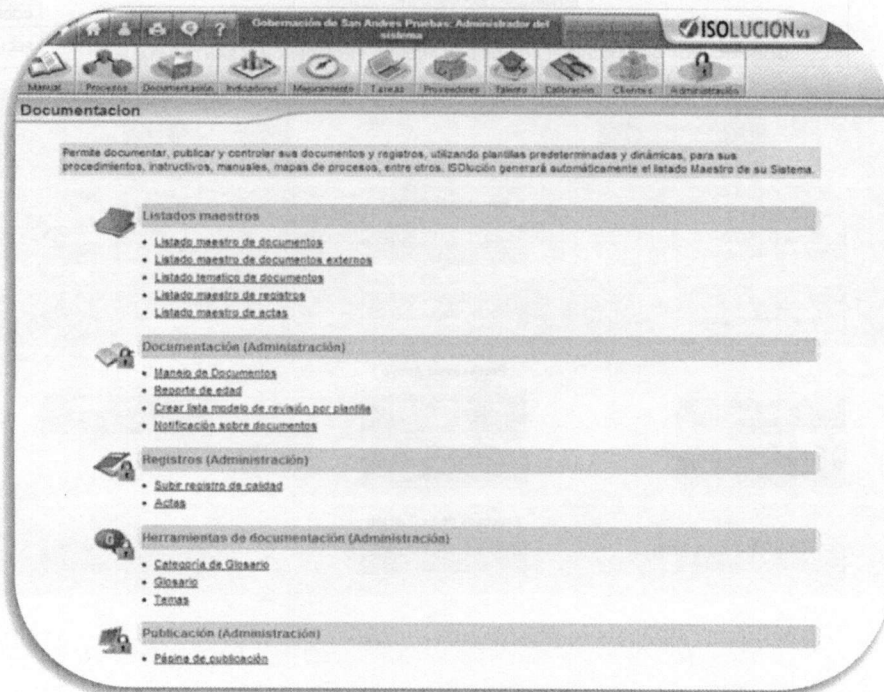 Gobernación de San Andres Pruebas: Administrador del
sistema
ISOLUCIÓN V3
Manual Procesos Documentación Indicadores Mejoramiento Tareas Proveedores Talento Calibración Clientes Administración
Documentacion
Permite documentar, publicar y controlar sus documentos y registros, utilizando plantillas predeterminadas y dinámicas, para sus
procedimientos, instructivos, manuales, mapas de procesos, entre otros. ISOlución generará automáticamente el listado Maestro de su Sistema.
Listados maestros
• Listado maestro de documentos
• Listado maestro de documentos externos
• Listado temático de documentos
• Listado maestro de registros
• Listado maestro de actas
Documentación (Administración)
• Manejo de Documentos
• Reporte de edad
• Crear lista modelo de revisión por plantilla
• Notificación sobre documentos
Registros (Administración)
• Subir registro de calidad
• Actas
Herramientas de documentación (Administración)
• Categoría de Glosario
• Glosario
• Temas
Publicación (Administración)
• Página de publicación